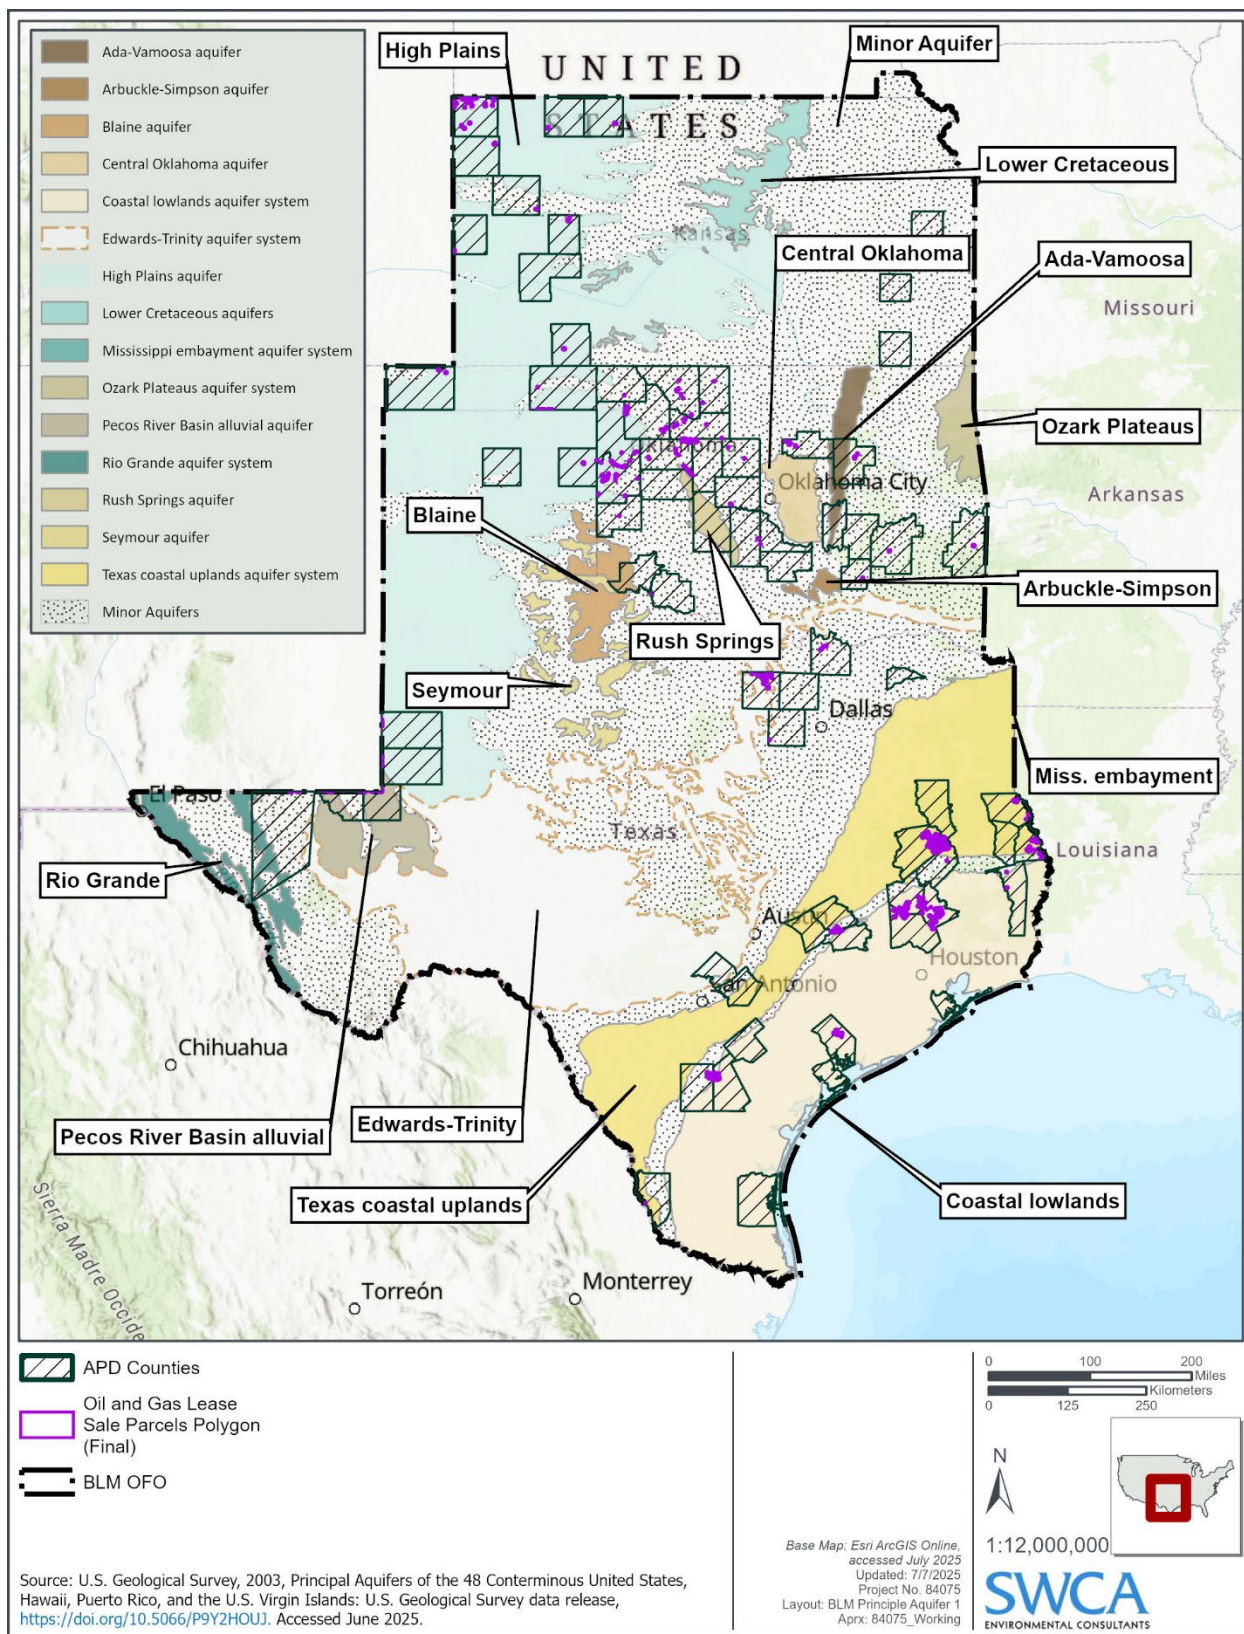 Ada-Vamoosa aquifer
Arbuckle-Simpson aquifer
Blaine aquifer
Central Oklahoma aquifer
Coastal lowlands aquifer system
Edwards-Trinity aquifer system
High Plains aquifer
Lower Cretaceous aquifers
Mississippi embayment aquifer system
Ozark Plateaus aquifer system
Pecos River Basin alluvial aquifer
Rio Grande aquifer system
Rush Springs aquifer
Seymour aquifer
Texas coastal uplands aquifer system
Minor Aquifers
High Plains
Minor Aquifer
UNITED
STATES
Lower Cretaceous
Kansas
Central Oklahoma
Ada-Vamoosa
Missouri
Ozark Plateaus
Oklahoma
Oklahoma City
Arkansas
Blaine
Arbuckle-Simpson
Rush Springs
Seymour
Dallas
Miss. embayment
El Paso
Texas
Louisiana
Rio Grande
Austin
Houston
San Antonio
Chihuahua
Edwards-Trinity
Pecos River Basin alluvial
Texas coastal uplands
Coastal lowlands
Sierra Madre Occide
Torreón
Monterrey
APD Counties
Oil and Gas Lease
Sale Parcels Polygon
(Final)
BLM OFO
0 100 200
Miles
Kilometers
0 125 250
N
1:12,000,000
Base Map: Esri ArcGIS Online,
accessed July 2025
Updated: 7/7/2025
Project No. 84075
Layout: BLM Principle Aquifer 1
Aprx: 84075_Working
SWCA
ENVIRONMENTAL CONSULTANTS
Source: U.S. Geological Survey, 2003, Principal Aquifers of the 48 Conterminous United States,
Hawaii, Puerto Rico, and the U.S. Virgin Islands: U.S. Geological Survey data release,
https://doi.org/10.5066/P9Y2HOUJ. Accessed June 2025.